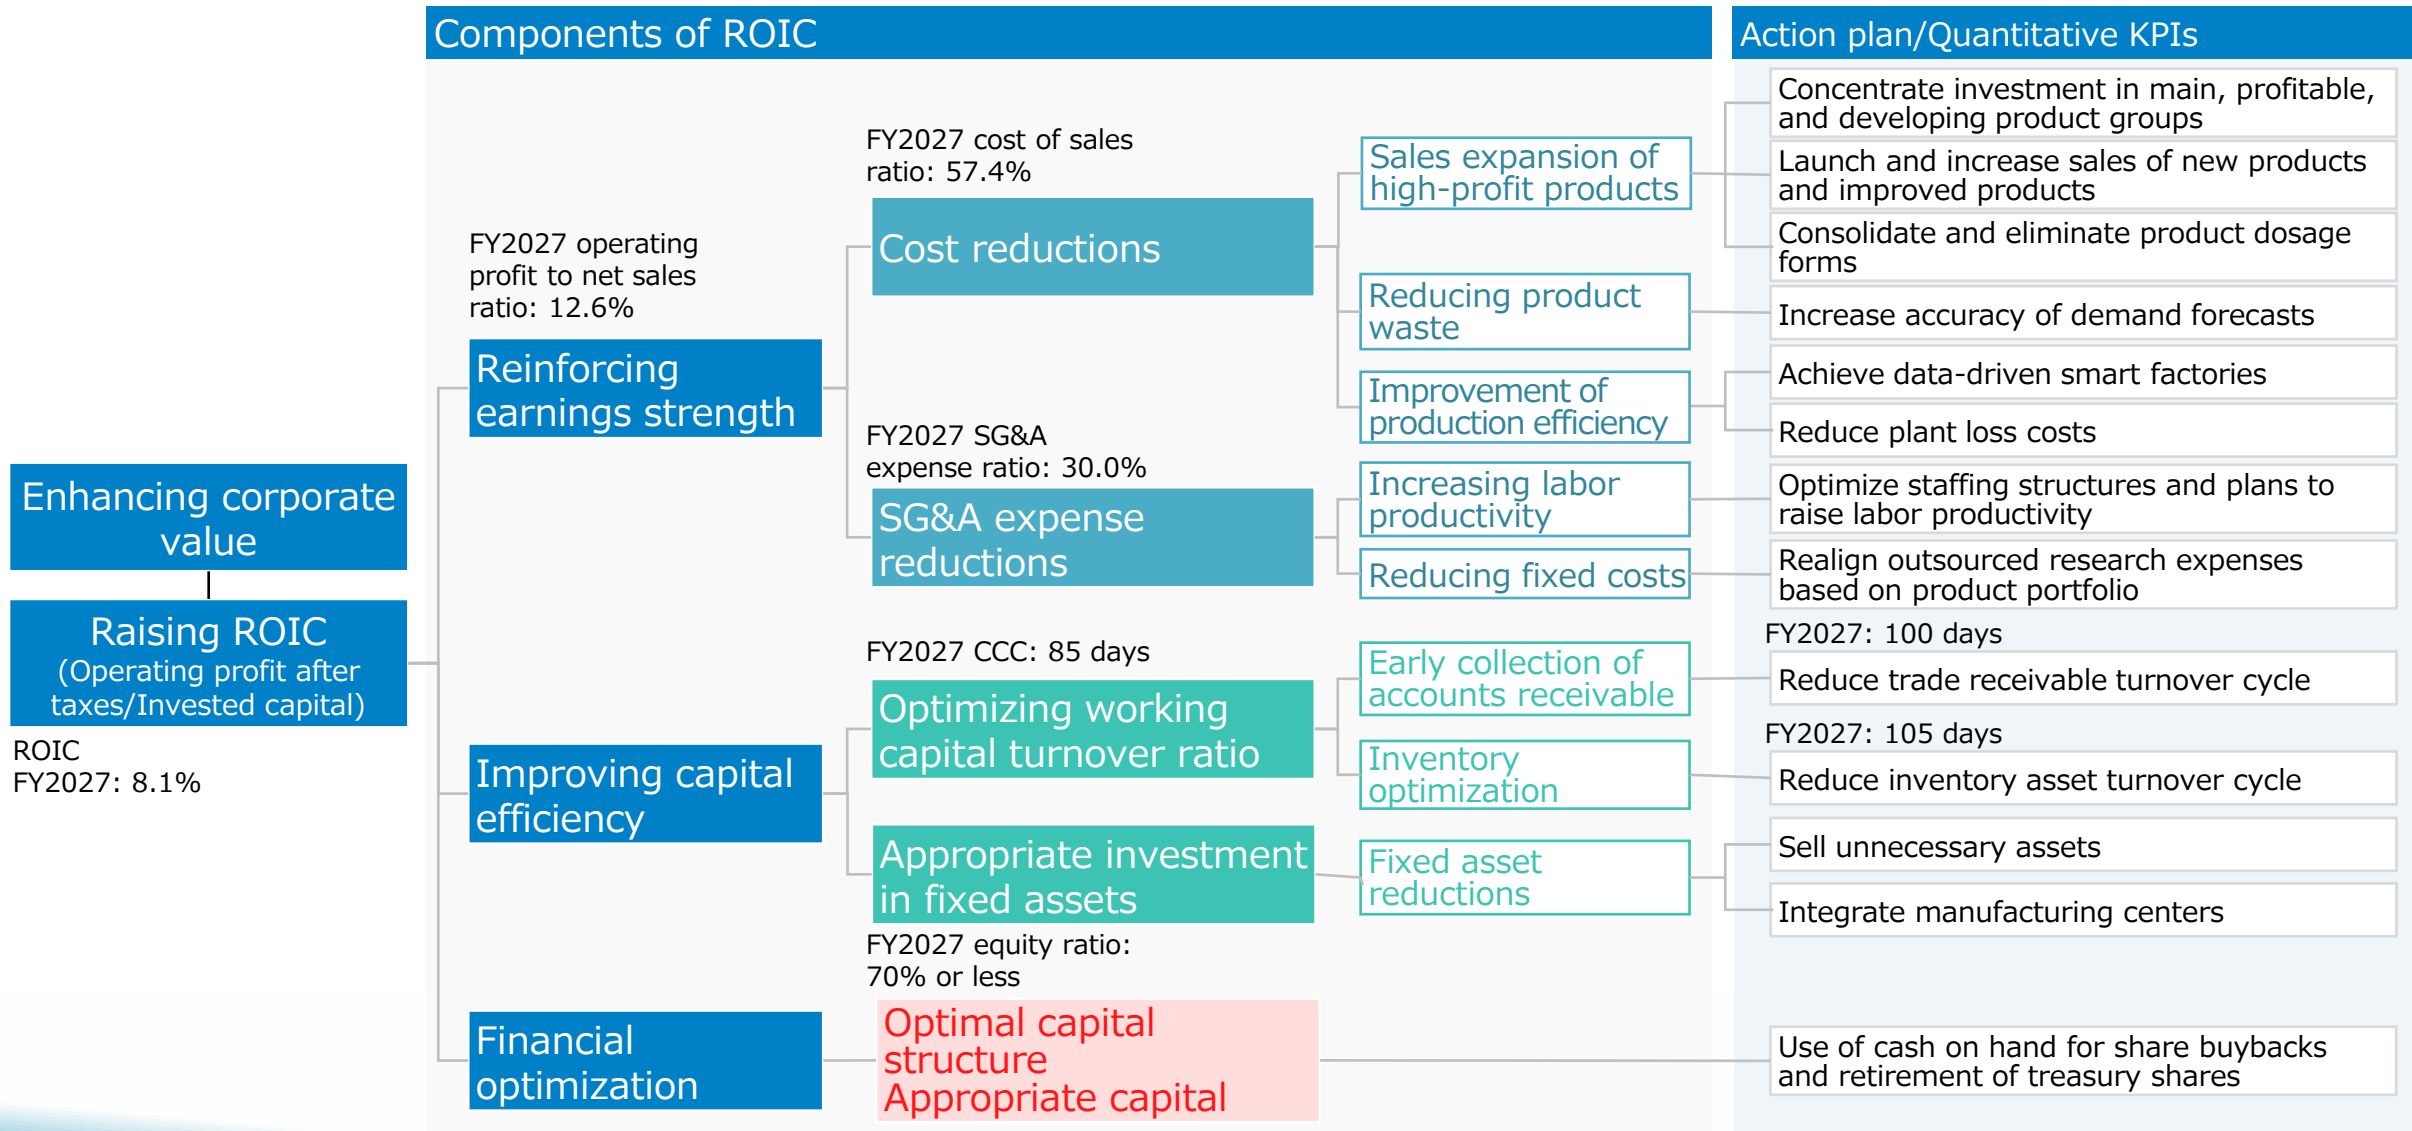 Components of ROIC
Action plan/Quantitative KPIs
Enhancing corporate
value
Raising ROIC
(Operating profit after
taxes/Invested capital)
ROIC
FY2027: 8.1%
FY2027 operating
profit to net sales
ratio: 12.6%
Reinforcing
earnings strength
FY2027 cost of sales
ratio: 57.4%
Cost reductions
Sales expansion of
high-profit products
Concentrate investment in main, profitable,
and developing product groups
Launch and increase sales of new products
and improved products
Consolidate and eliminate product dosage
forms
Reducing product
waste
Increase accuracy of demand forecasts
Improvement of
production efficiency
Achieve data-driven smart factories
Reduce plant loss costs
FY2027 SG&A
expense ratio: 30.0%
SG&A expense
reductions
Increasing labor
productivity
Optimize staffing structures and plans to
raise labor productivity
Reducing fixed costs
Realign outsourced research expenses
based on product portfolio
Improving capital
efficiency
FY2027 CCC: 85 days
Optimizing working
capital turnover ratio
Early collection of
accounts receivable
FY2027: 100 days
Reduce trade receivable turnover cycle
Inventory
optimization
FY2027: 105 days
Reduce inventory asset turnover cycle
Appropriate investment
in fixed assets
Fixed asset
reductions
Sell unnecessary assets
Integrate manufacturing centers
Financial
optimization
FY2027 equity ratio:
70% or less
Optimal capital
structure
Appropriate capital
Use of cash on hand for share buybacks
and retirement of treasury shares